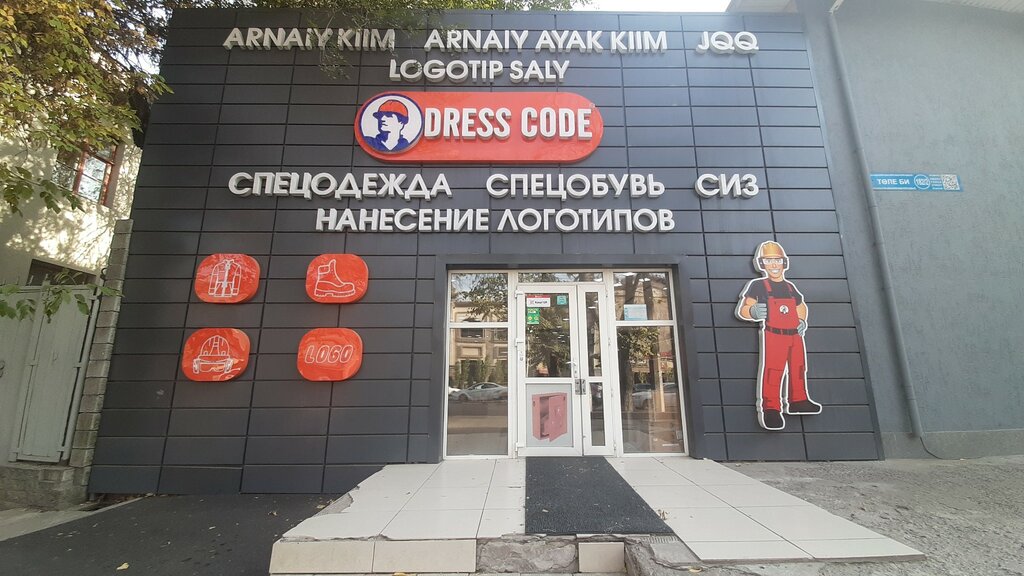 ARNAIY KIIM ARNAIY AYAK KIIM JQQ
LOGOTIP SALY
DRESS CODE
СПЕЦОДЕЖДА СПЕЦОБУВЬ СИЗ
НАНЕСЕНИЕ ЛОГОТИПОВ
ТӨЛЕ БИ
LOGO